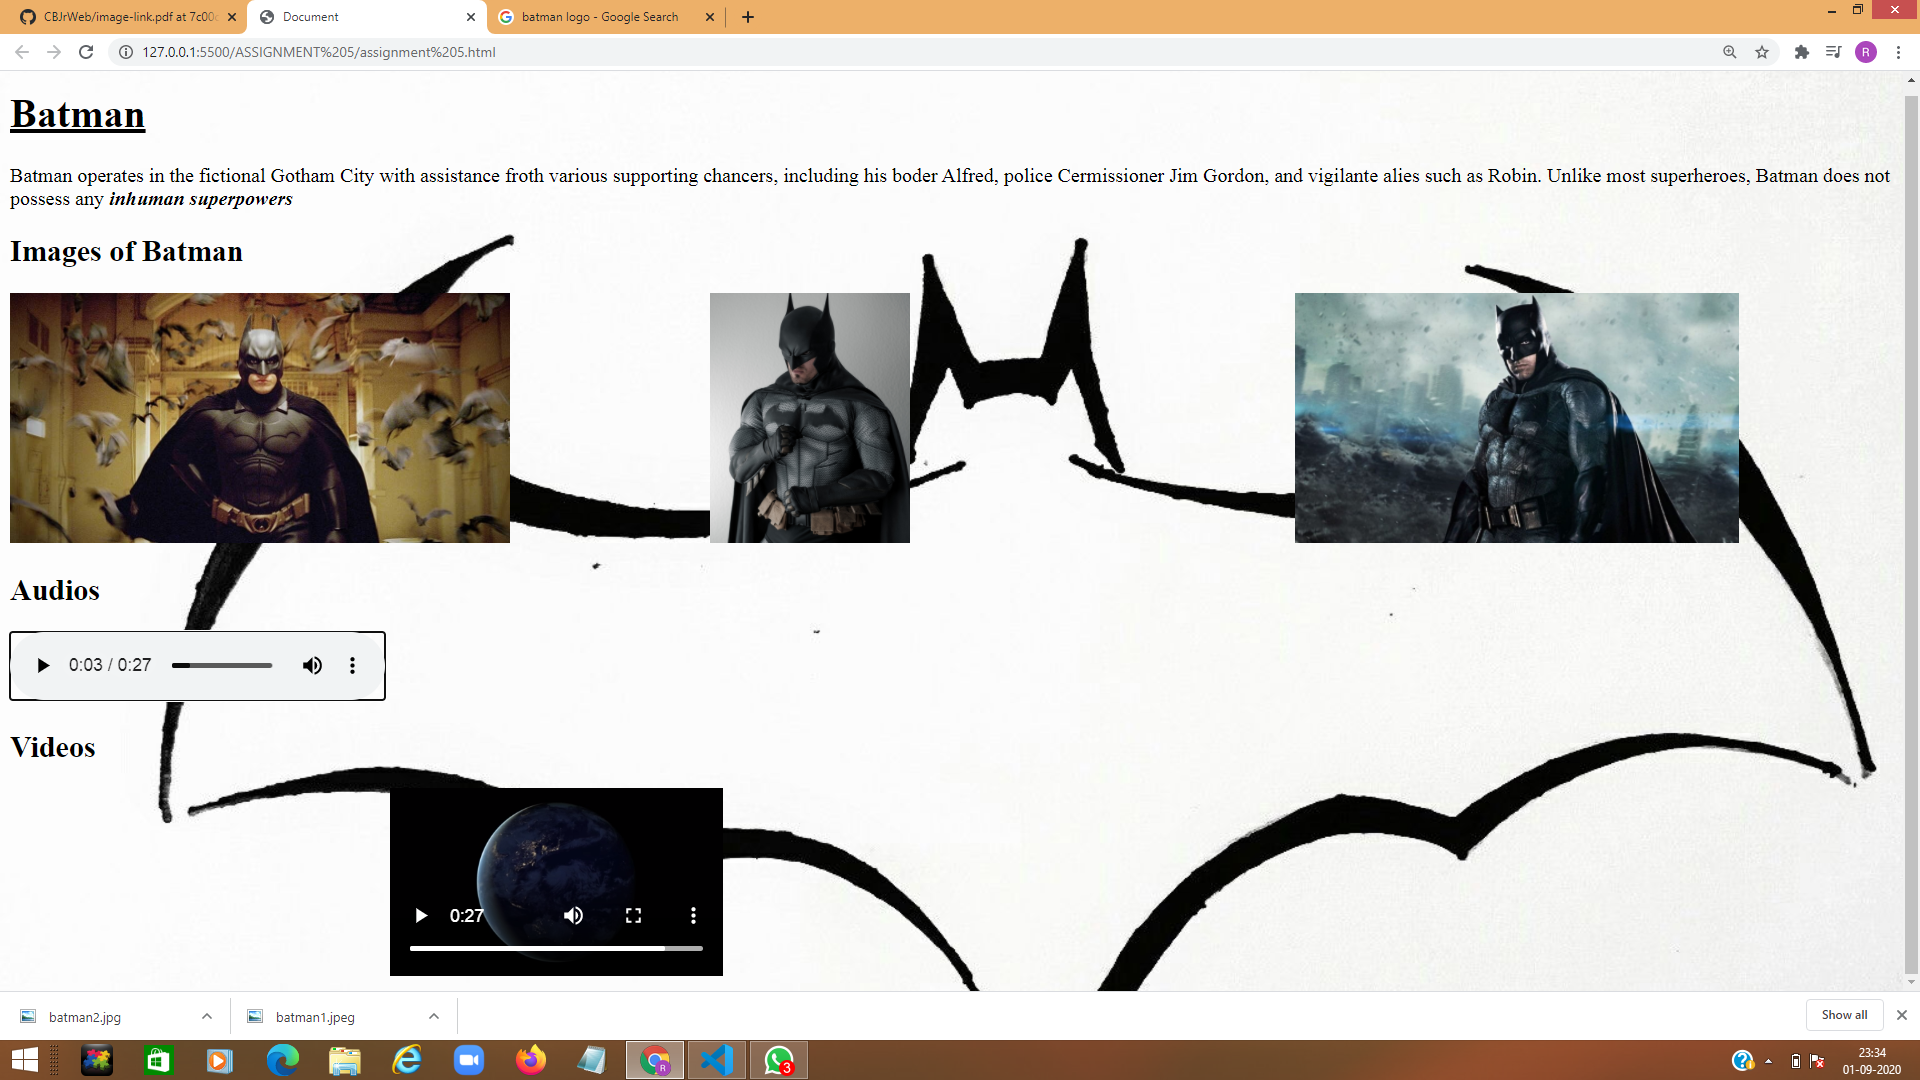 CBJrWeb/image-link.pdf at 7c00c
Document
batman logo - Google Search
127.0.0.1:5500/ASSIGNMENT%205/assignment%205.html
R
Batman
Batman operates in the fictional Gotham City with assistance froth various supporting chancers, including his boder Alfred, police Cermissioner Jim Gordon, and vigilante alies such as Robin. Unlike most superheroes, Batman does not
possess any inhuman superpowers
Images of Batman
Audios
0:03 / 0:27
Videos
0:27
batman2.jpg
batman1.jpeg
Show all
R
3
23:34
01-09-2020